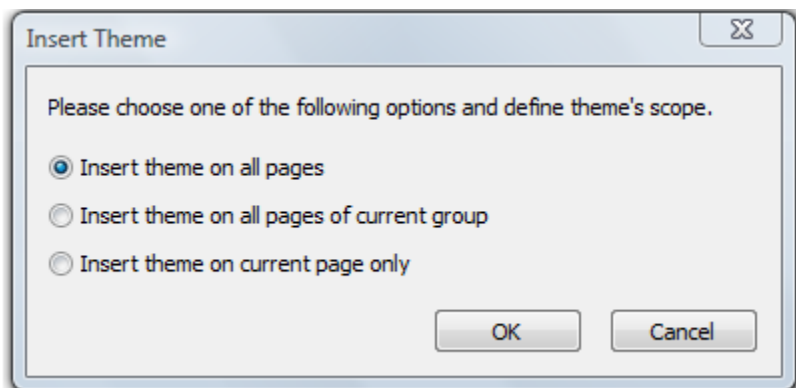 Insert Theme
Please choose one of the following options and define theme's scope.
Insert theme on all pages
Insert theme on all pages of current group
Insert theme on current page only
OK Cancel